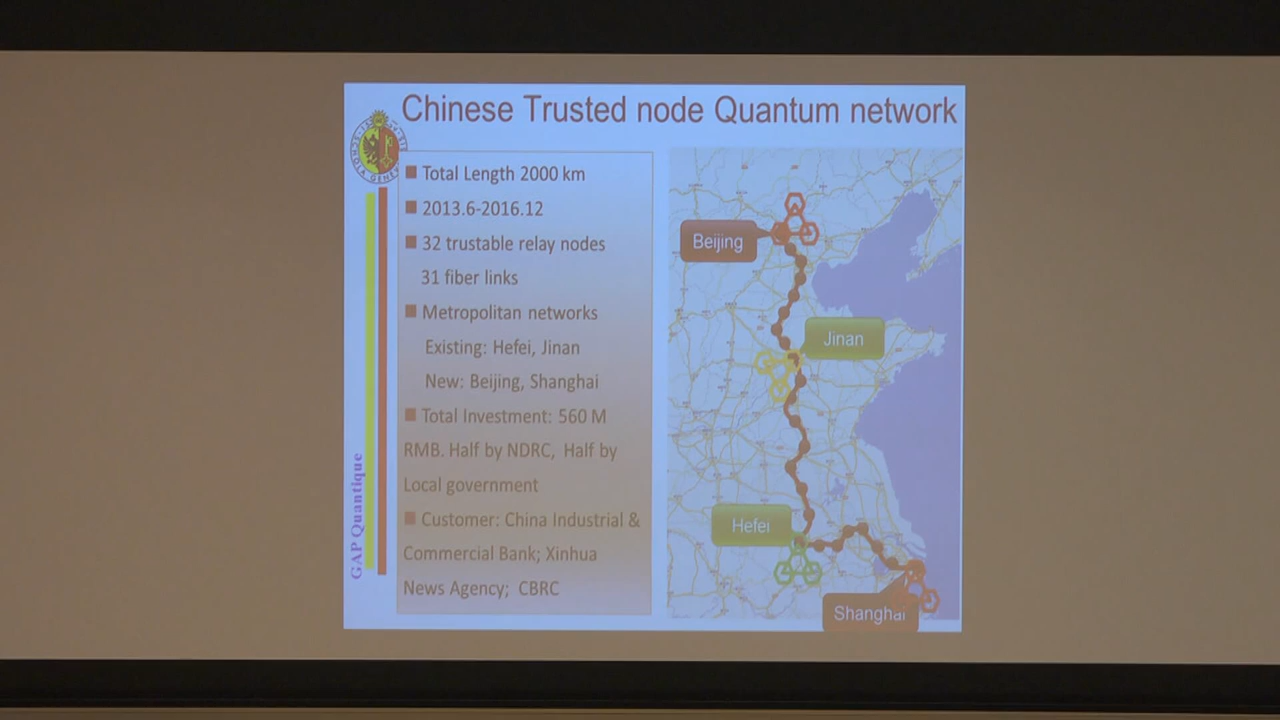 Chinese Trusted node Quantum network
Total Length 2000 km
2013.6-2016.12
32 trustable relay nodes
31 fiber links
Metropolitan networks
Existing: Hefei, Jinan
New: Beijing, Shanghai
Total Investment: 560 M
RMB. Half by NDRC, Half by
Local government
Customer: China Industrial &
Commercial Bank; Xinhua
News Agency; CBRC
GAP Quantique
Beijing
Jinan
Hefei
Shanghai